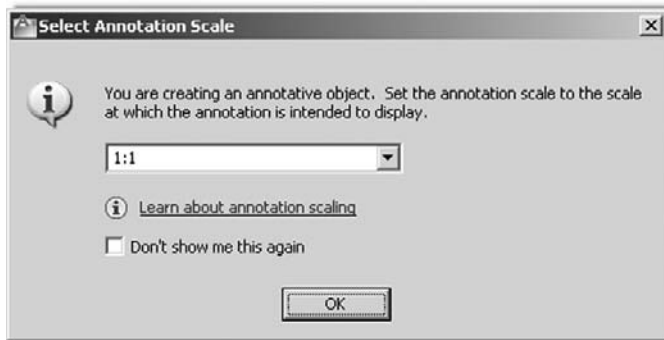 Select Annotation Scale
You are creating an annotative object. Set the annotation scale to the scale
at which the annotation is intended to display.
1:1
Learn about annotation scaling
Don't show me this again
OK